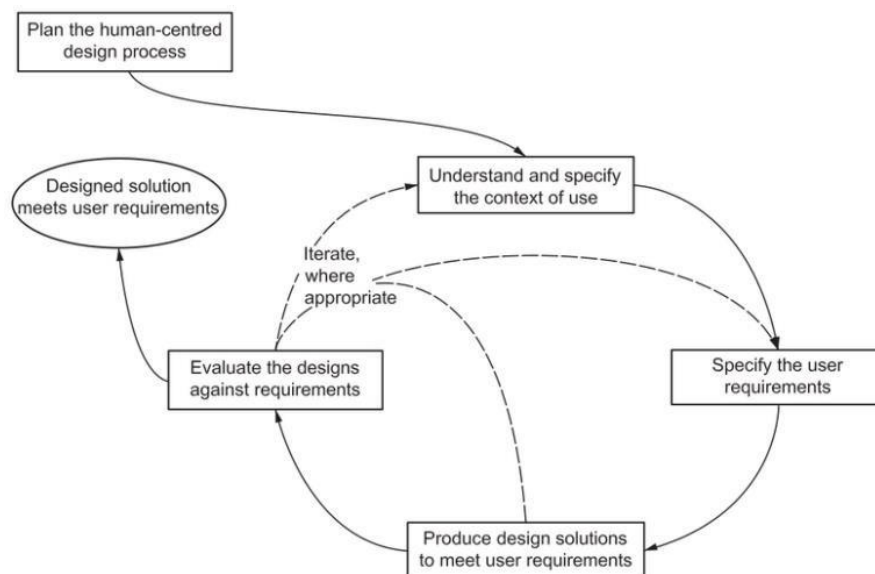 Plan the human-centred
design process
Understand and specify
the context of use
Designed solution
meets user requirements
Iterate,
where
appropriate
Evaluate the designs
against requirements
Specify the user
requirements
Produce design solutions
to meet user requirements